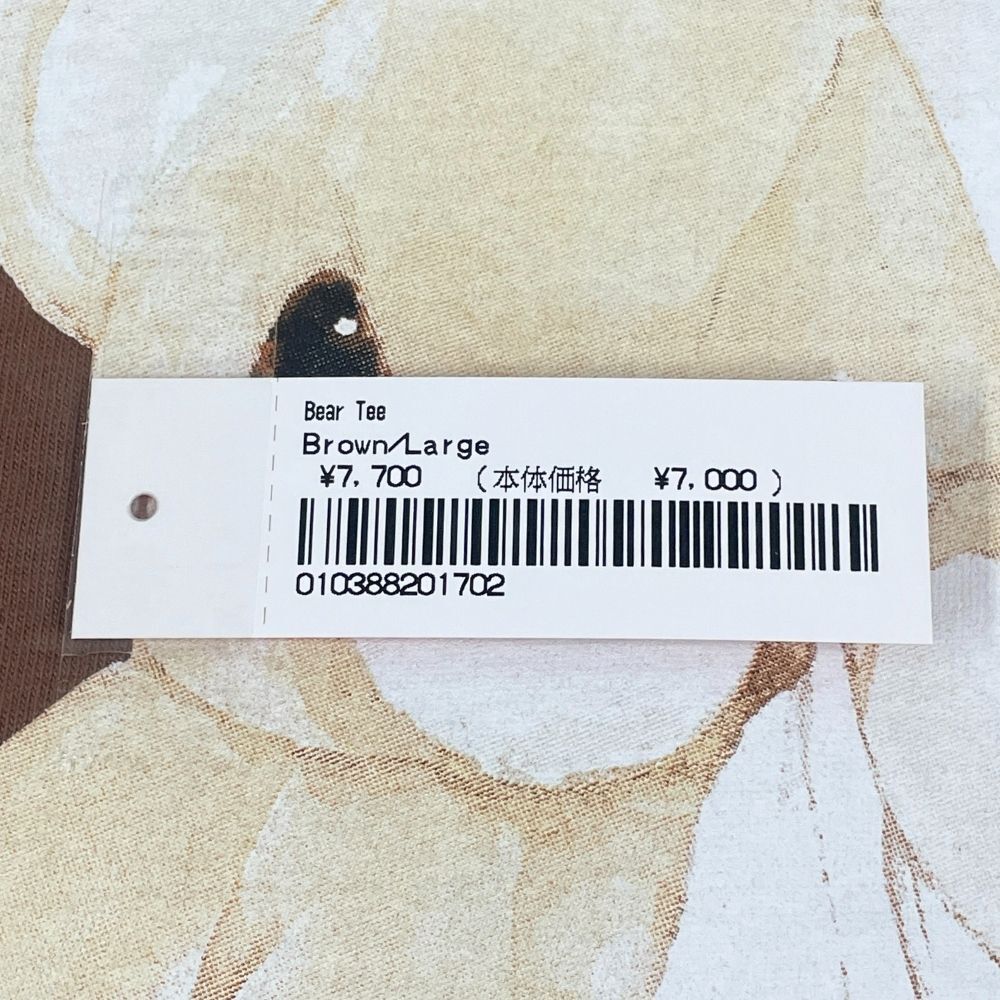 Bear Tee
Brown/Large
¥7,700 (本体価格 ¥7,000)
010388201702